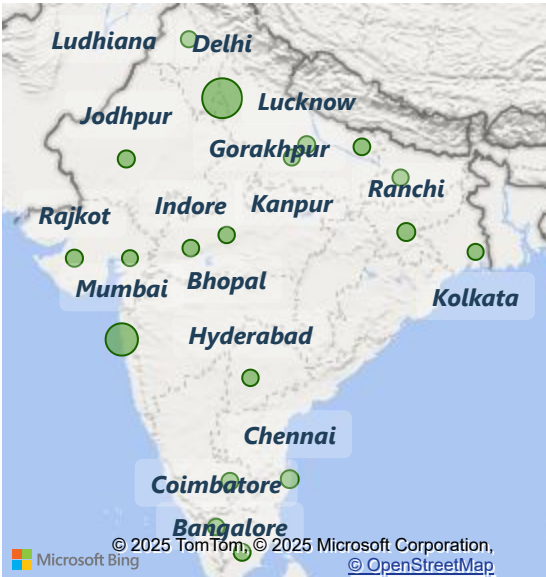 Ludhiana
Delhi
Lucknow
Jodhpur
Gorakhpur
Ranchi
Rajkot
Indore
Kanpur
Mumbai
Bhopal
Kolkata
Hyderabad
Chennai
Coimbatore
Bangalore
© 2025 TomTom, © 2025 Microsoft Corporation,
Microsoft Bing
© OpenStreetMap